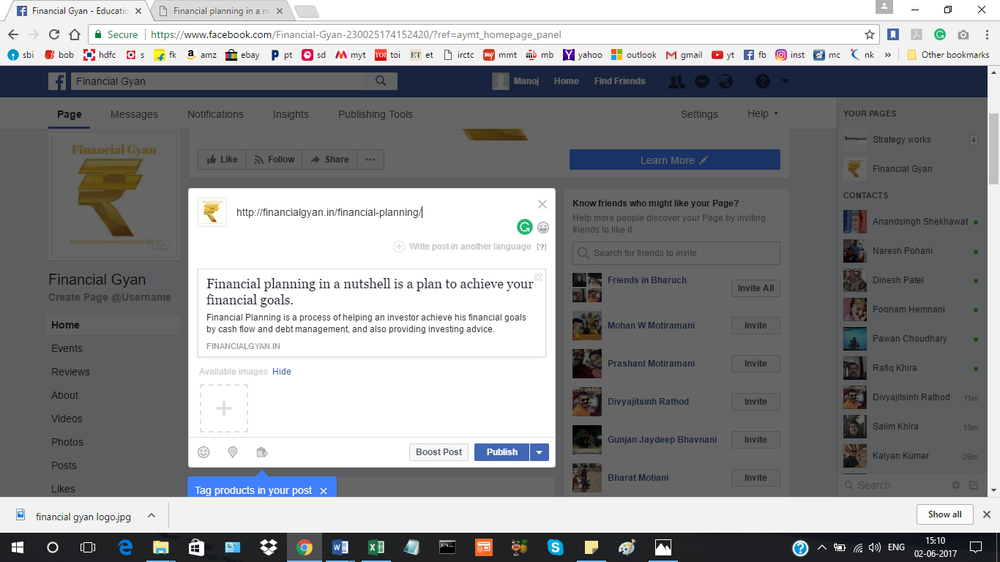 Financial Gyan - Educatio
Financial planning in a nu
Secure https://www.facebook.com/Financial-Gyan-230025174152420/?ref=aymt_homepage_panel
sbi bob hdfc s fk amz ebay pt sd myt toi et irctc mmt mb yahoo outlook gmail yt fb inst mc nk » Other bookmarks
Financial Gyan
Manoj Home Find Friends
Page Messages Notifications Insights Publishing Tools Settings Help
Financial Gyan
Like Follow Share ...
Learn More
Financial Gyan
Create Page @Username
Home
Events
Reviews
About
Videos
Photos
Posts
Likes
http://financialgyan.in/financial-planning/
Write post in another language [?]
Financial planning in a nutshell is a plan to achieve your
financial goals.
Financial Planning is a process of helping an investor achieve his financial goals
by cash flow and debt management, and also providing investing advice.
FINANCIALGYAN.IN
Available images Hide
Boost Post Publish
Tag products in your post
Know friends who might like your Page?
Help more people discover your Page by inviting
friends to like it.
Search for friends to invite
Friends in Bharuch Invite All
Mohan W Motiramani Invite
Prashant Motiramani Invite
Divyajitsinh Rathod Invite
Gunjan Jaydeep Bhavnani Invite
Bharat Motiani Invite
YOUR PAGES
Strategy works 4
Financial Gyan
CONTACTS
Anandsingh Shekhawat
Naresh Pohani
Dinesh Patel
Poonam Hemnani
Pawan Choudhary
Rafiq Khira
Divyajitsinh Rathod 11m
Salim Khira 15m
Kalyan Kumar 26m
Search
financial gyan logo.jpg
Show all
ENG
15:10
02-06-2017